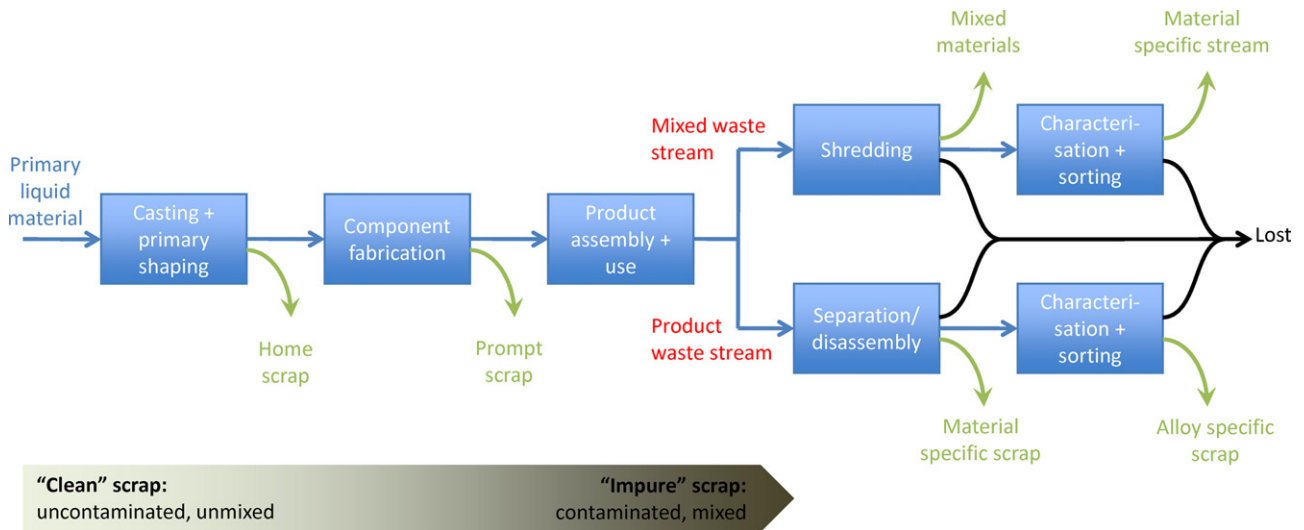 Mixed
materials
Material
specific stream
Mixed waste
stream
Shredding
Characteri-
sation +
sorting
Primary
liquid
material
Casting +
primary
shaping
Component
fabrication
Product
assembly +
use
Lost
Home
scrap
Prompt
scrap
Product
waste stream
Separation/
disassembly
Characteri-
sation +
sorting
Material
specific scrap
Alloy specific
scrap
“Clean” scrap:
uncontaminated, unmixed
“Impure” scrap:
contaminated, mixed